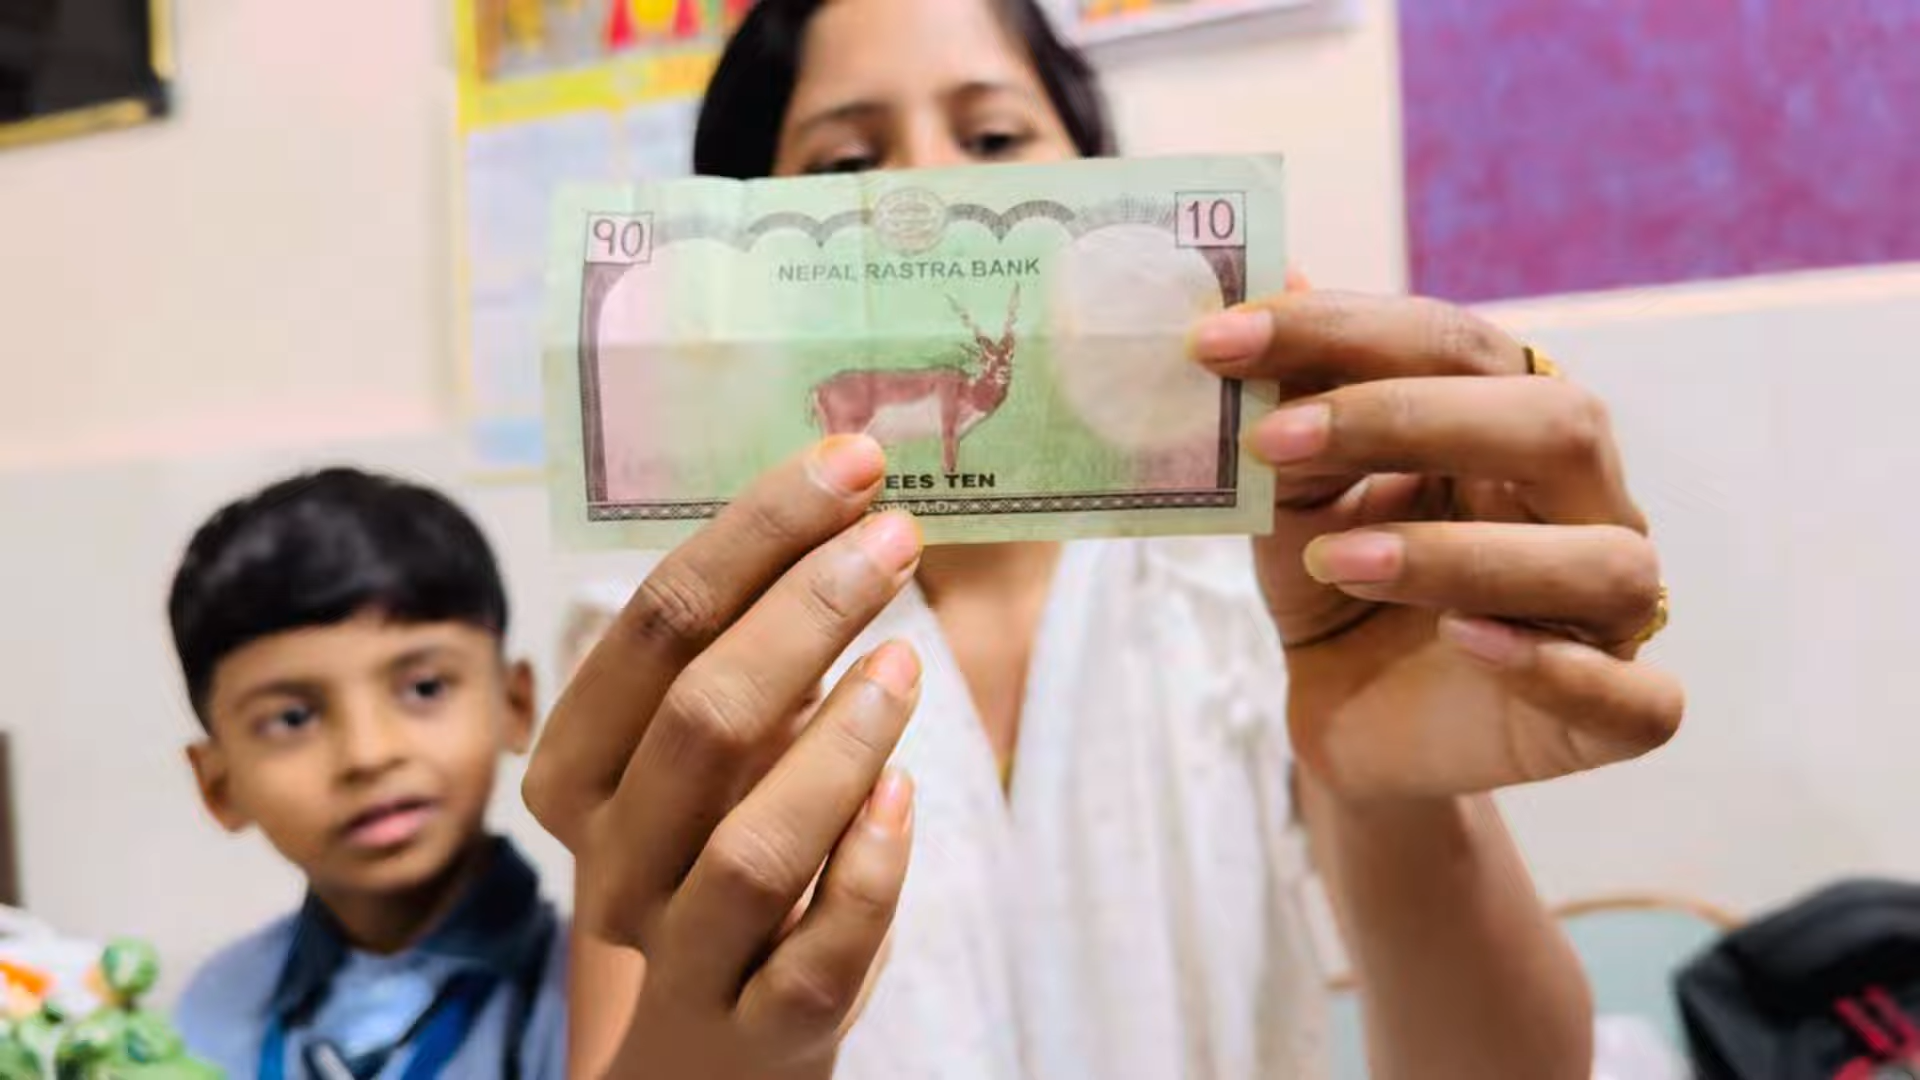 १० 10
NEPAL RASTRA BANK
EES TEN
A.D.